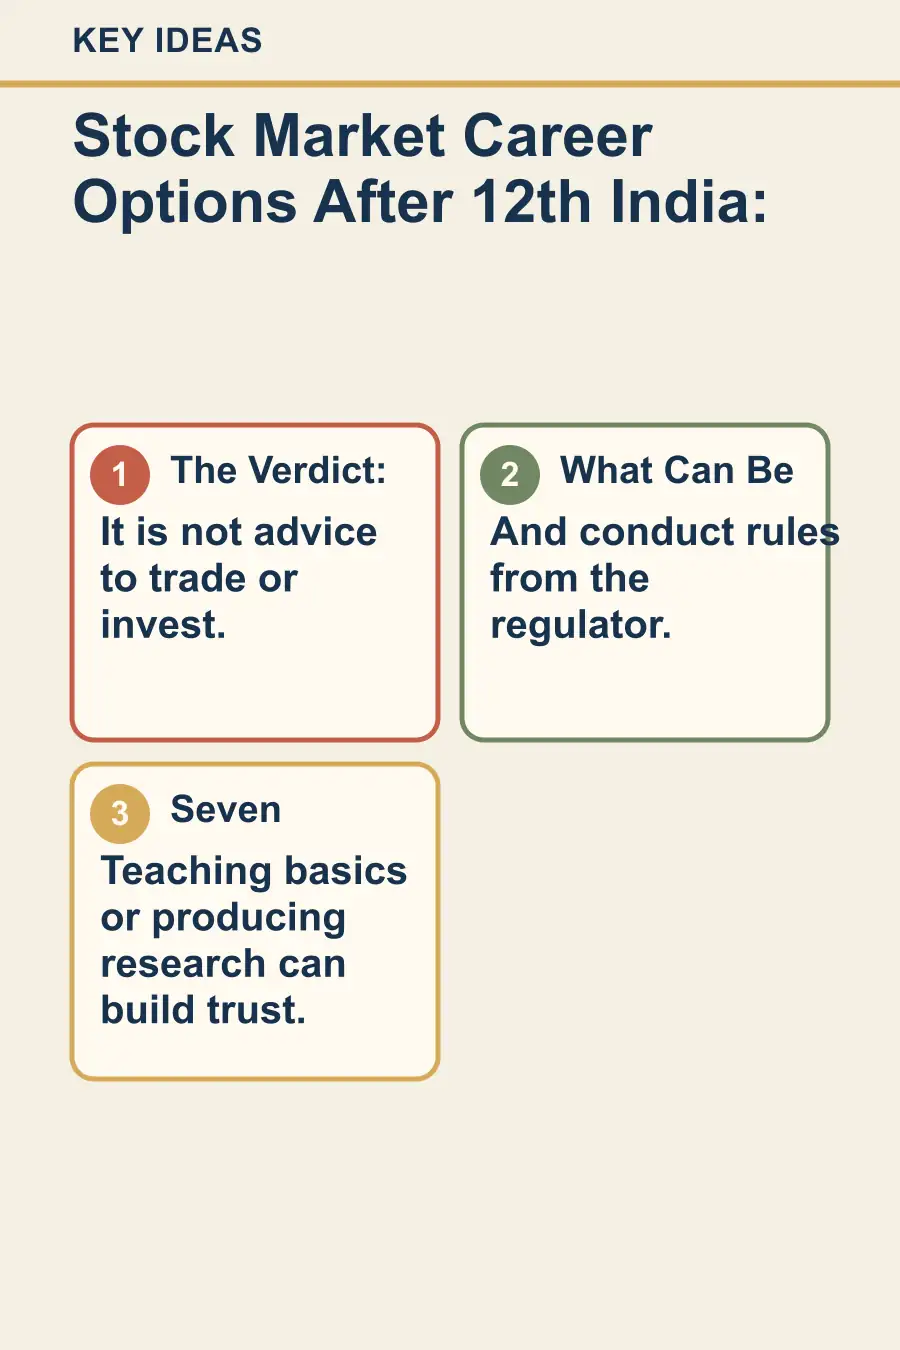 KEY IDEAS
Stock Market Career
Options After 12th India:
1 The Verdict:
It is not advice
to trade or
invest.
2 What Can Be
And conduct rules
from the
regulator.
3 Seven
Teaching basics
or producing
research can
build trust.